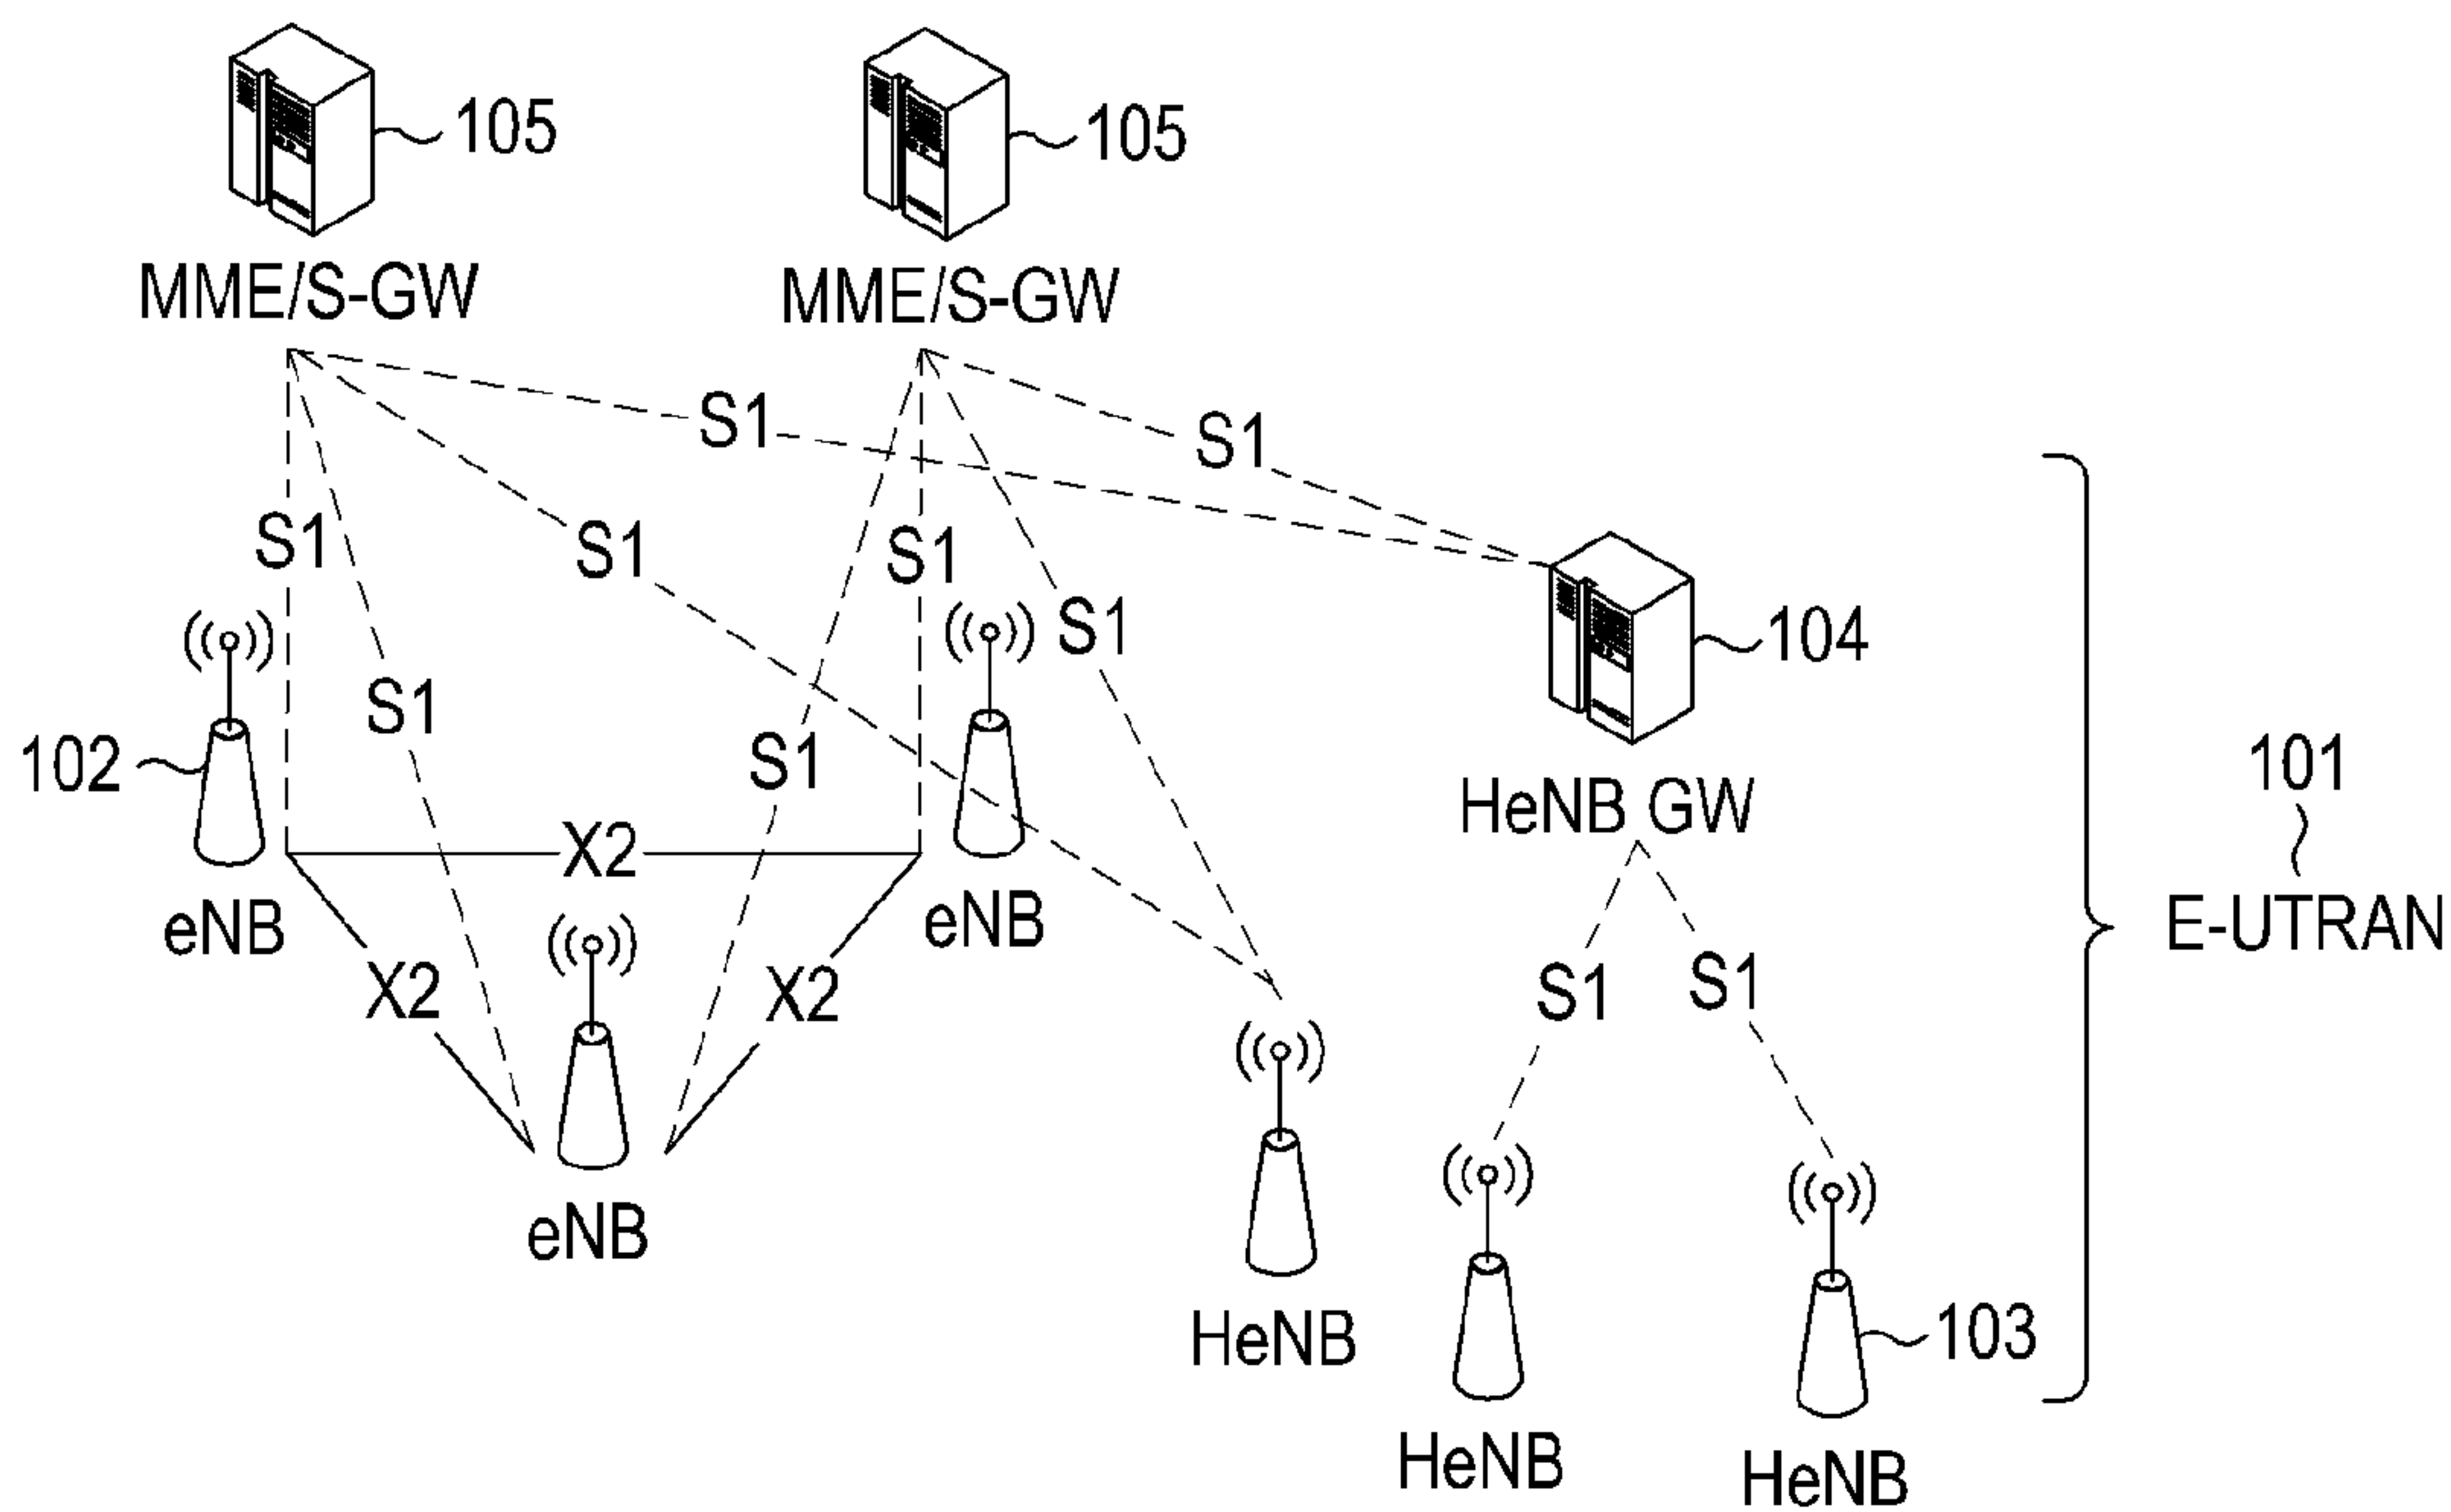 105
105
MME/S-GW
MME/S-GW
S1
S1
S1
S1
S1
S1
104
S1
102
S1
101
HeNB GW
X2
eNB
eNB
E-UTRAN
X2
X2
S1
S1
eNB
HeNB
103
HeNB
HeNB